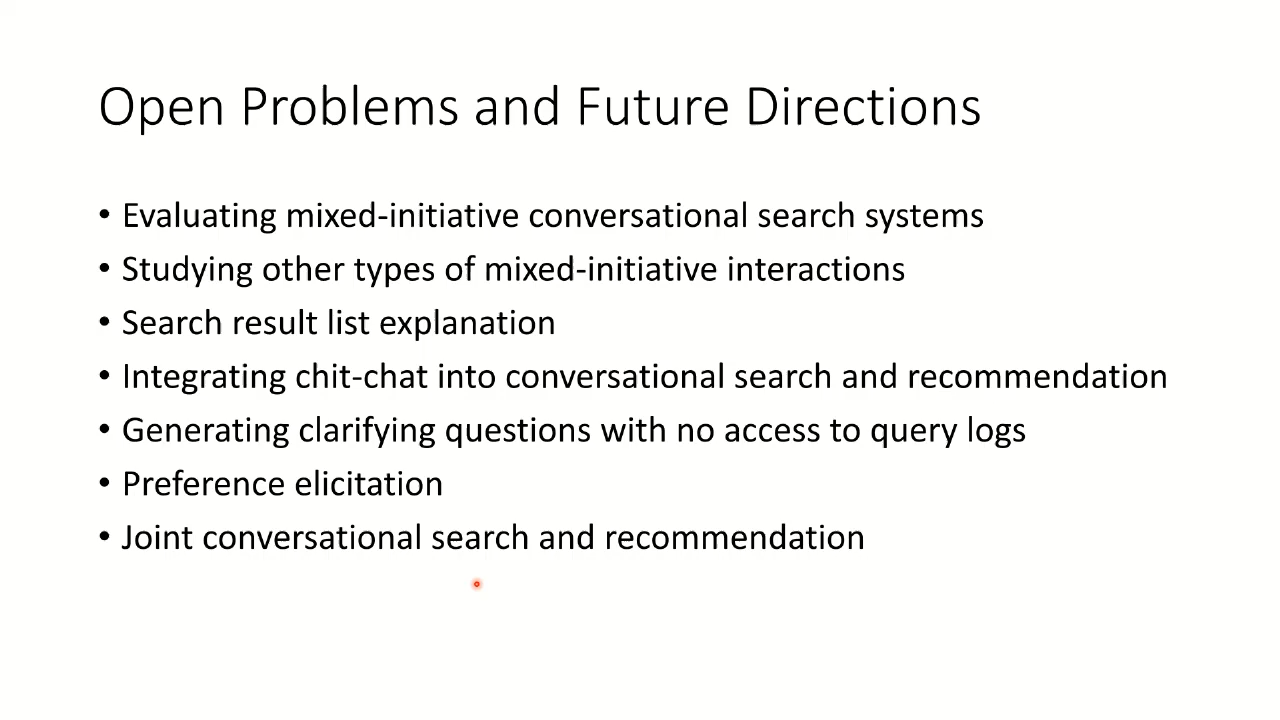 Open Problems and Future Directions
• Evaluating mixed-initiative conversational search systems
• Studying other types of mixed-initiative interactions
• Search result list explanation
• Integrating chit-chat into conversational search and recommendation
• Generating clarifying questions with no access to query logs
• Preference elicitation
• Joint conversational search and recommendation